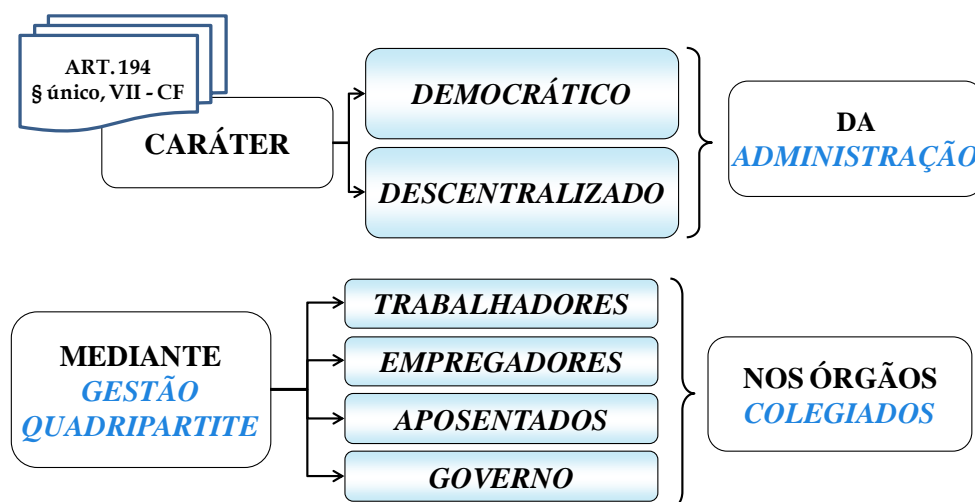 ART. 194
§ único, VII - CF
CARÁTER
DEMOCRÁTICO
DESCENTRALIZADO
DA
ADMINISTRAÇÃO
MEDIANTE
GESTÃO
QUADRIPARTITE
TRABALHADORES
EMPREGADORES
APOSENTADOS
GOVERNO
NOS ÓRGÃOS
COLEGIADOS